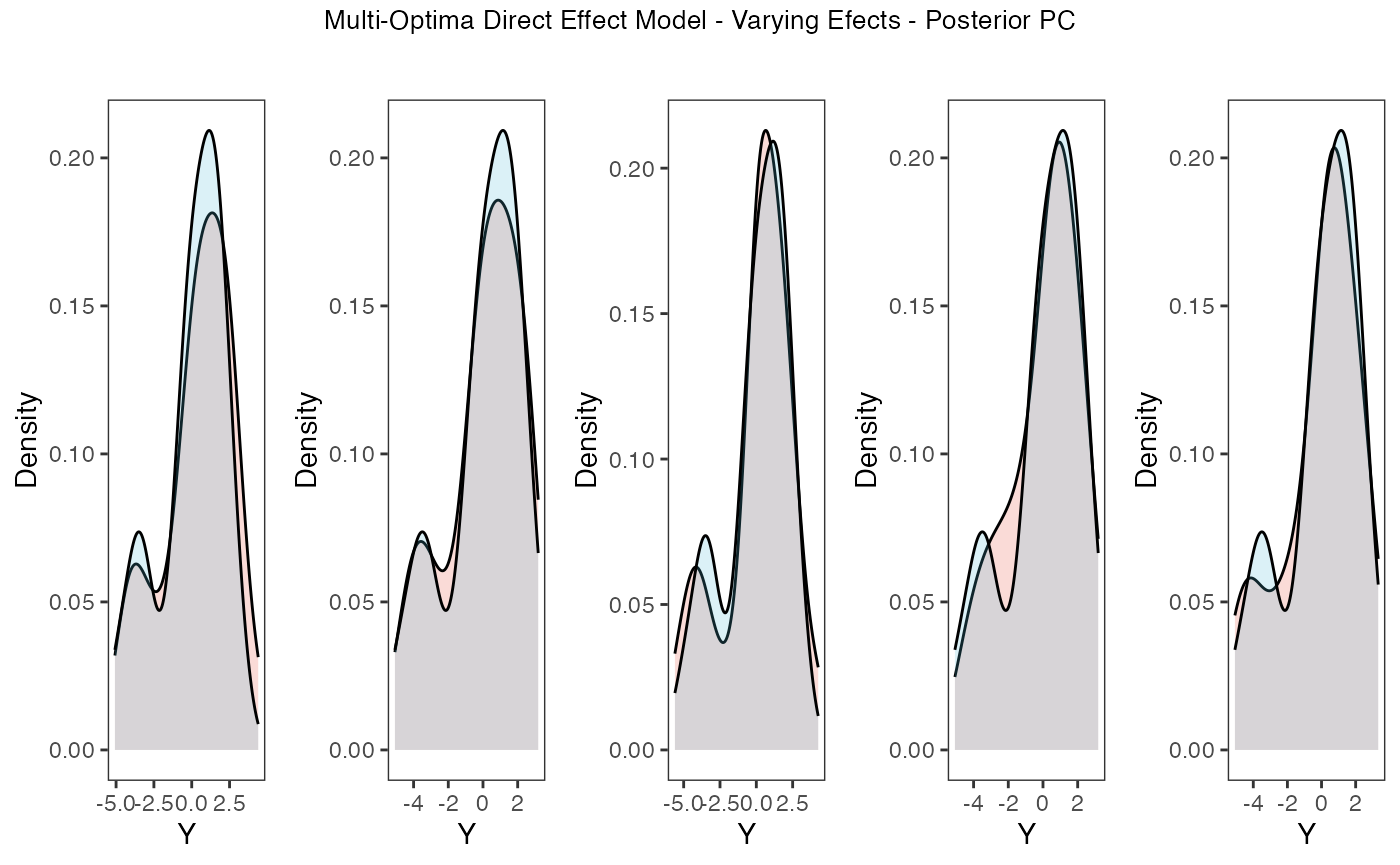 Multi-Optima Direct Effect Model - Varying Efects - Posterior PC
0.20 0.20 0.20 0.20 0.20
0.15 0.15 0.15 0.15 0.15
0.10 0.10 0.10 0.10 0.10
0.05 0.05 0.05 0.05 0.05
0.00 0.00 0.00 0.00 0.00
Density Density Density Density Density
-5.0 -2.5 0.0 2.5 -4 -2 0 2 -5.0 -2.5 0.0 2.5 -4 -2 0 2 -4 -2 0 2
Y Y Y Y Y